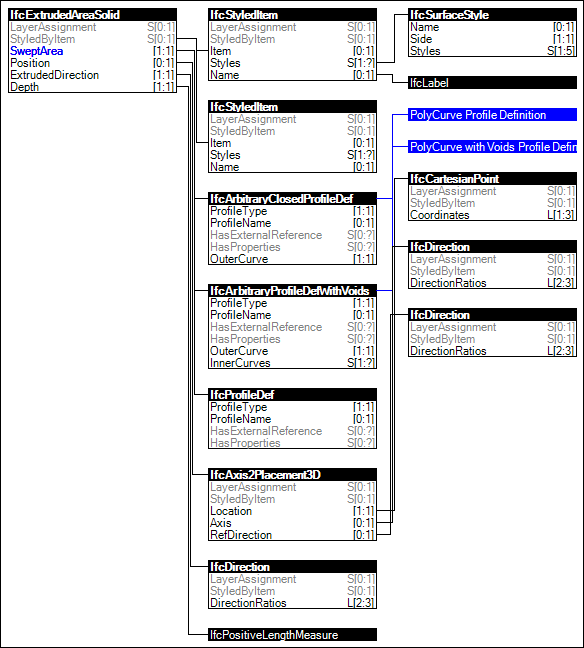 IfcExtrudedAreaSolid
LayerAssignment S[0:1]
StyledByItem S[0:1]
SweptArea [1:1]
Position [0:1]
ExtrudedDirection [1:1]
Depth [1:1]
IfcStyledItem
LayerAssignment S[0:1]
StyledByItem S[0:1]
Item [0:1]
Styles S[1:?]
Name [0:1]
IfcStyledItem
LayerAssignment S[0:1]
StyledByItem S[0:1]
Item [0:1]
Styles S[1:?]
Name [0:1]
IfcArbitraryClosedProfileDef
ProfileType [1:1]
ProfileName [0:1]
HasExternalReference S[0:?]
HasProperties S[0:?]
OuterCurve [1:1]
IfcArbitraryProfileDefWithVoids
ProfileType [1:1]
ProfileName [0:1]
HasExternalReference S[0:?]
HasProperties S[0:?]
OuterCurve [1:1]
InnerCurves S[1:?]
IfcProfileDef
ProfileType [1:1]
ProfileName [0:1]
HasExternalReference S[0:?]
HasProperties S[0:?]
IfcAxis2Placement3D
LayerAssignment S[0:1]
StyledByItem S[0:1]
Location [1:1]
Axis [0:1]
RefDirection [0:1]
IfcDirection
LayerAssignment S[0:1]
StyledByItem S[0:1]
DirectionRatios L[2:3]
IfcPositiveLengthMeasure
IfcSurfaceStyle
Name [0:1]
Side [1:1]
Styles S[1:5]
IfcLabel
PolyCurve Profile Definition
PolyCurve with Voids Profile Defin
IfcCartesianPoint
LayerAssignment S[0:1]
StyledByItem S[0:1]
Coordinates L[1:3]
IfcDirection
LayerAssignment S[0:1]
StyledByItem S[0:1]
DirectionRatios L[2:3]
IfcDirection
LayerAssignment S[0:1]
StyledByItem S[0:1]
DirectionRatios L[2:3]